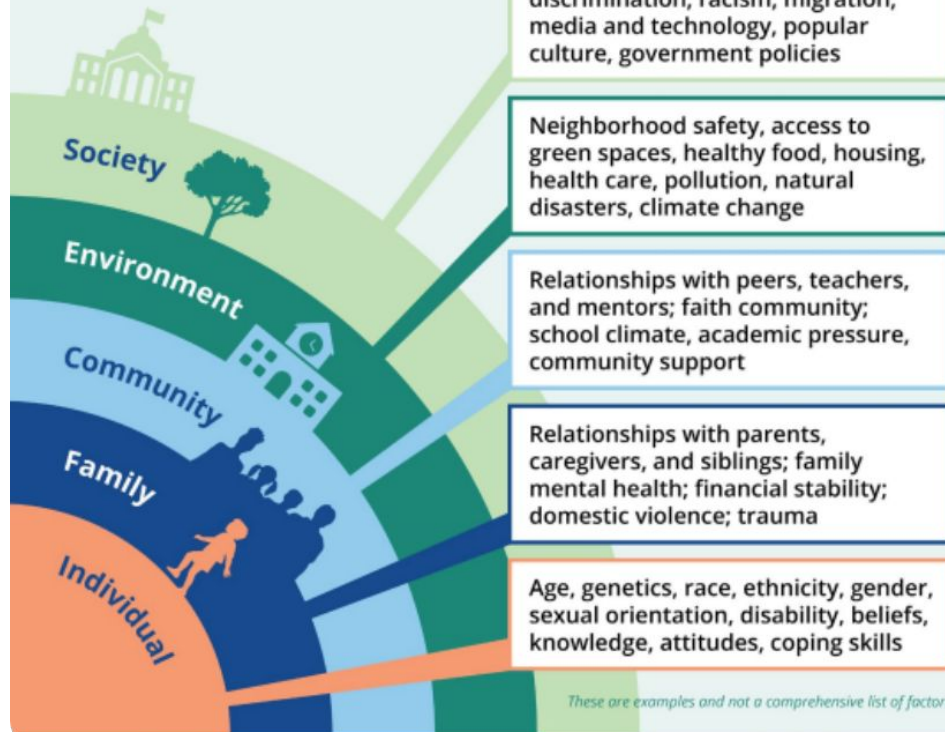 discrimination, racism, migration,
media and technology, popular
culture, government policies
Society
Neighborhood safety, access to
green spaces, healthy food, housing,
health care, pollution, natural
disasters, climate change
Environment
Relationships with peers, teachers,
and mentors; faith community;
school climate, academic pressure,
community support
Community
Relationships with parents,
caregivers, and siblings; family
mental health; financial stability;
domestic violence; trauma
Family
Age, genetics, race, ethnicity, gender,
sexual orientation, disability, beliefs,
knowledge, attitudes, coping skills
Individual
These are examples and not a comprehensive list of factor